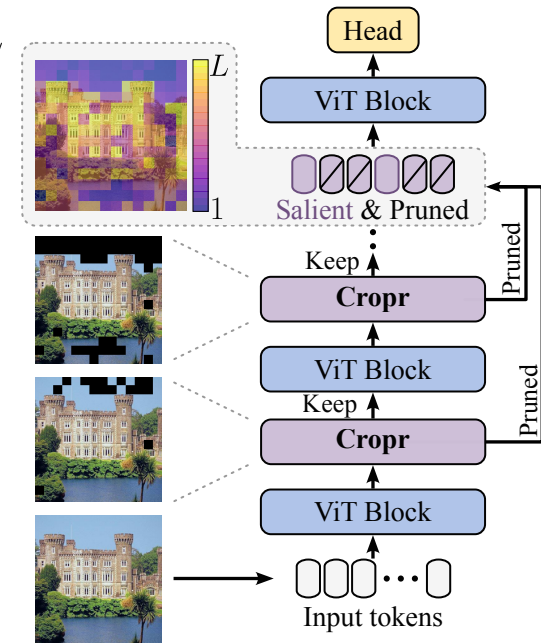 Head
L
ViT Block
1
Salient & Pruned
Keep
Pruned
Cropr
ViT Block
Keep
Pruned
Cropr
ViT Block
Input tokens